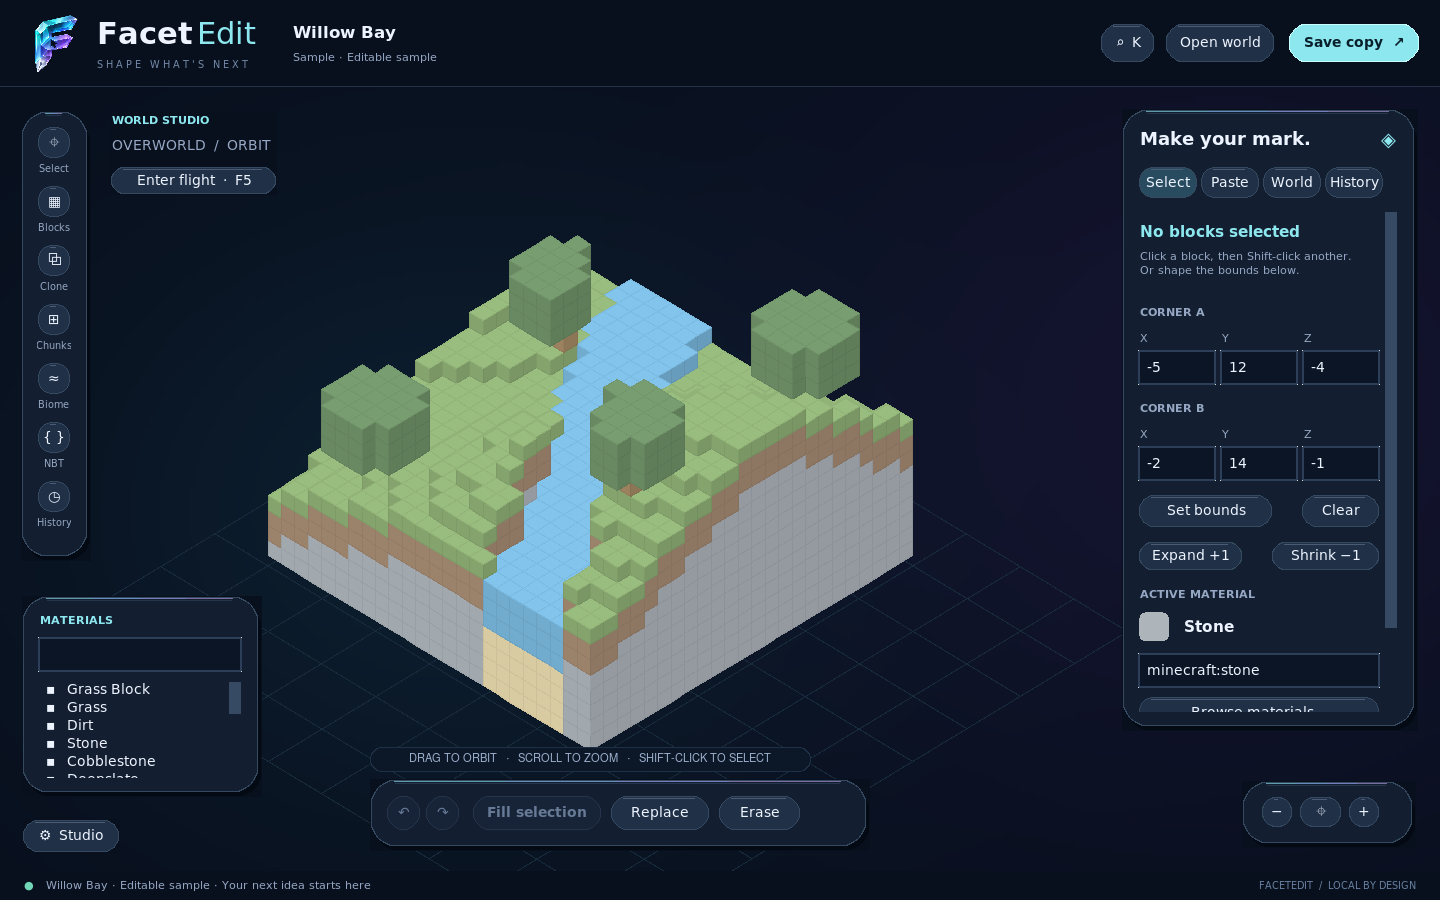 FacetEdit
SHAPE WHAT'S NEXT
Willow Bay
Sample · Editable sample
⌕ K
Open world
Save copy ↗
Select
Blocks
Clone
Chunks
Biome
{ }
NBT
History
WORLD STUDIO
OVERWORLD / ORBIT
Enter flight · F5
MATERIALS
Grass Block
Grass
Dirt
Stone
Cobblestone
Deepslate
⚙ Studio
DRAG TO ORBIT · SCROLL TO ZOOM · SHIFT-CLICK TO SELECT
↶ ↷ Fill selection Replace Erase
Make your mark.
Select Paste World History
No blocks selected
Click a block, then Shift-click another.
Or shape the bounds below.
CORNER A
X Y Z
-5 12 -4
CORNER B
X Y Z
-2 14 -1
Set bounds Clear
Expand +1 Shrink −1
ACTIVE MATERIAL
Stone
minecraft:stone
Browse materials
− +
Willow Bay · Editable sample · Your next idea starts here
FACETEDIT / LOCAL BY DESIGN